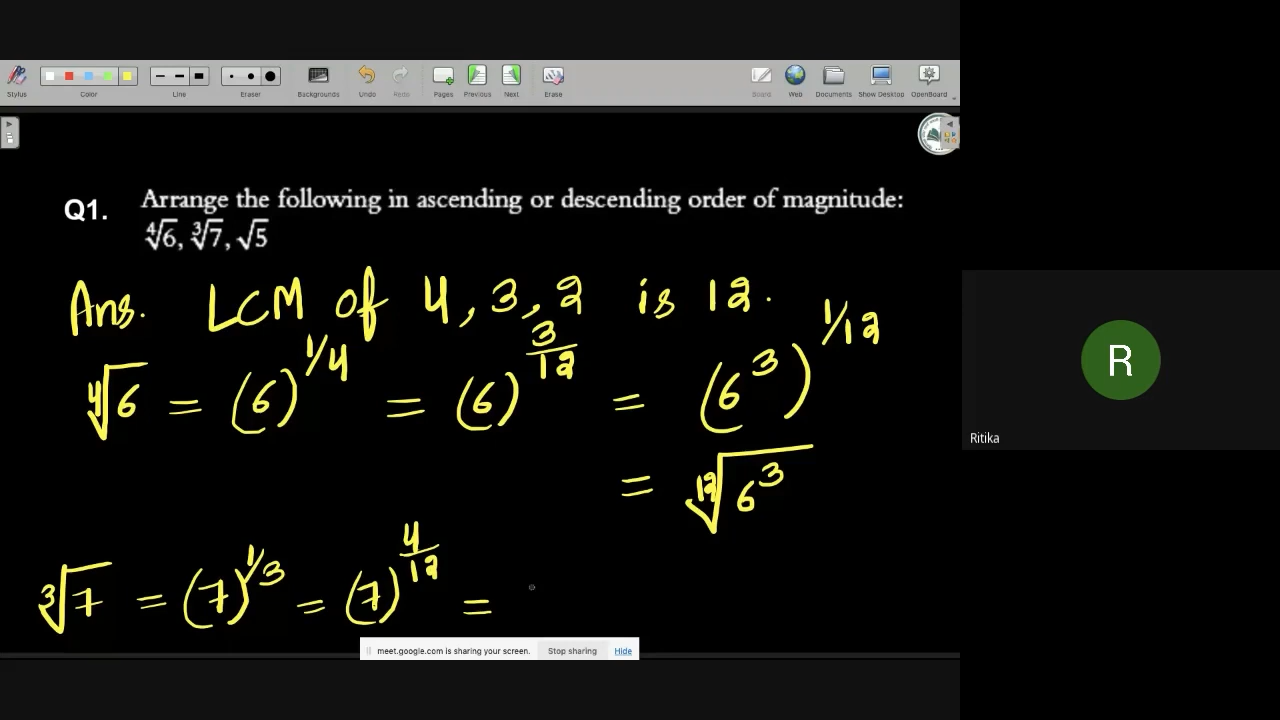 Stylus Color Line Eraser Backgrounds Undo Redo Pages Previous Next Erase Board Web Documents Show Desktop OpenBoard
Q1. Arrange the following in ascending or descending order of magnitude:
∜6, ∛7, √5
Ans. LCM of 4, 3, 2 is 12.
∜6 = (6)^1/4 = (6)^3/12 = (6^3)^1/12
= ¹²√6^3
∛7 = (7)^1/3 = (7)^4/12 =
meet.google.com is sharing your screen. Stop sharing Hide
R
Ritika